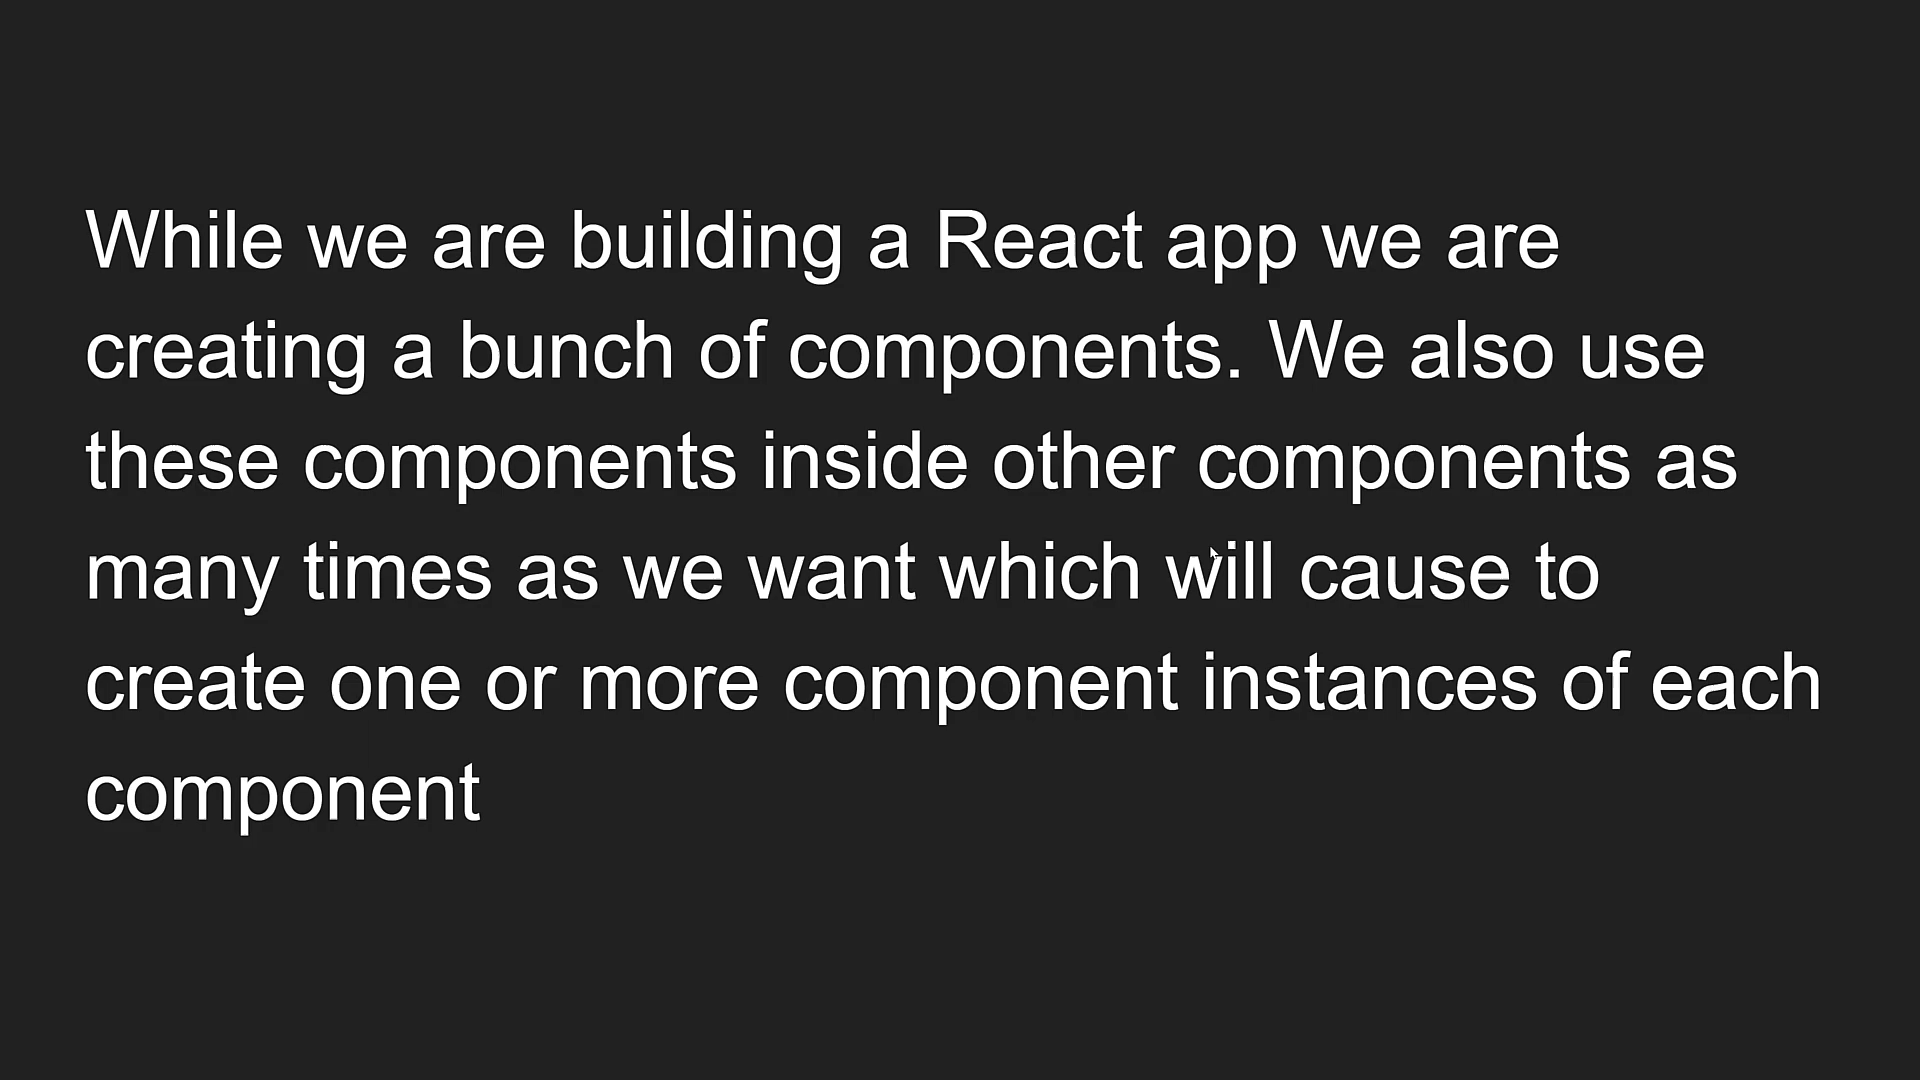 While we are building a React app we are
creating a bunch of components. We also use
these components inside other components as
many times as we want which will cause to
create one or more component instances of each
component